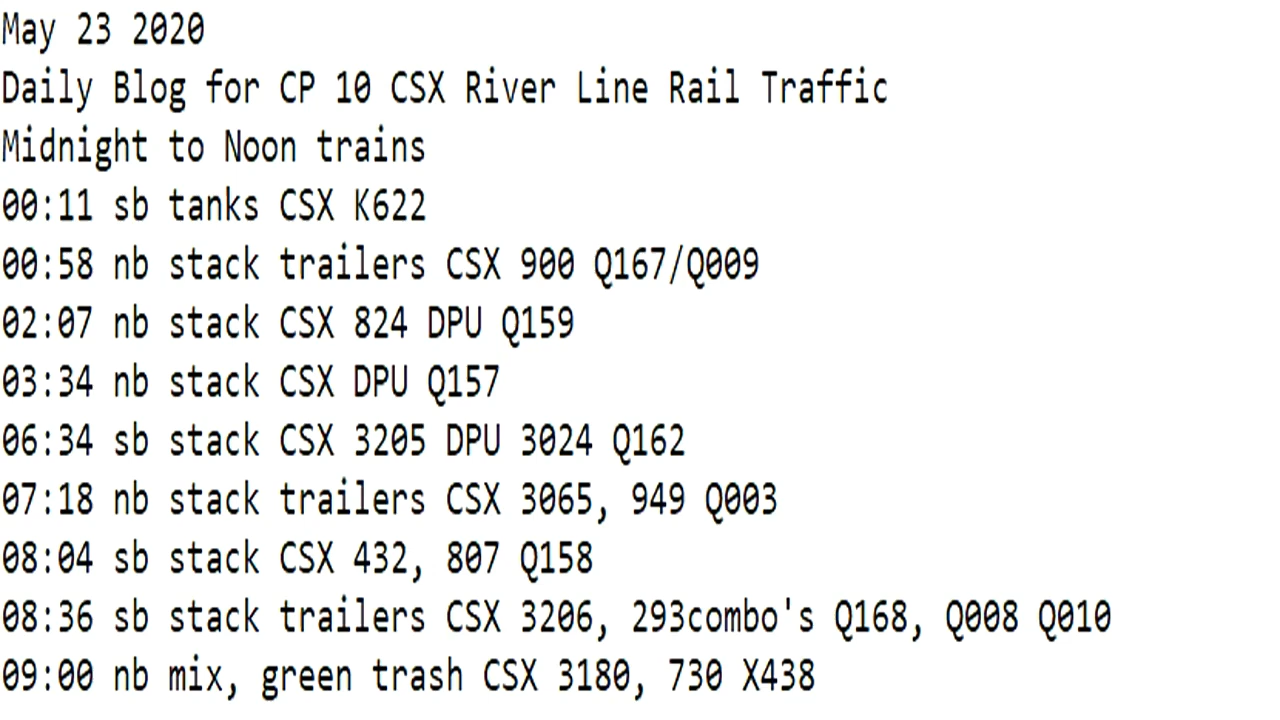 May 23 2020
Daily Blog for CP 10 CSX River Line Rail Traffic
Midnight to Noon trains
00:11 sb tanks CSX K622
00:58 nb stack trailers CSX 900 Q167/Q009
02:07 nb stack CSX 824 DPU Q159
03:34 nb stack CSX DPU Q157
06:34 sb stack CSX 3205 DPU 3024 Q162
07:18 nb stack trailers CSX 3065, 949 Q003
08:04 sb stack CSX 432, 807 Q158
08:36 sb stack trailers CSX 3206, 293combo's Q168, Q008 Q010
09:00 nb mix, green trash CSX 3180, 730 X438